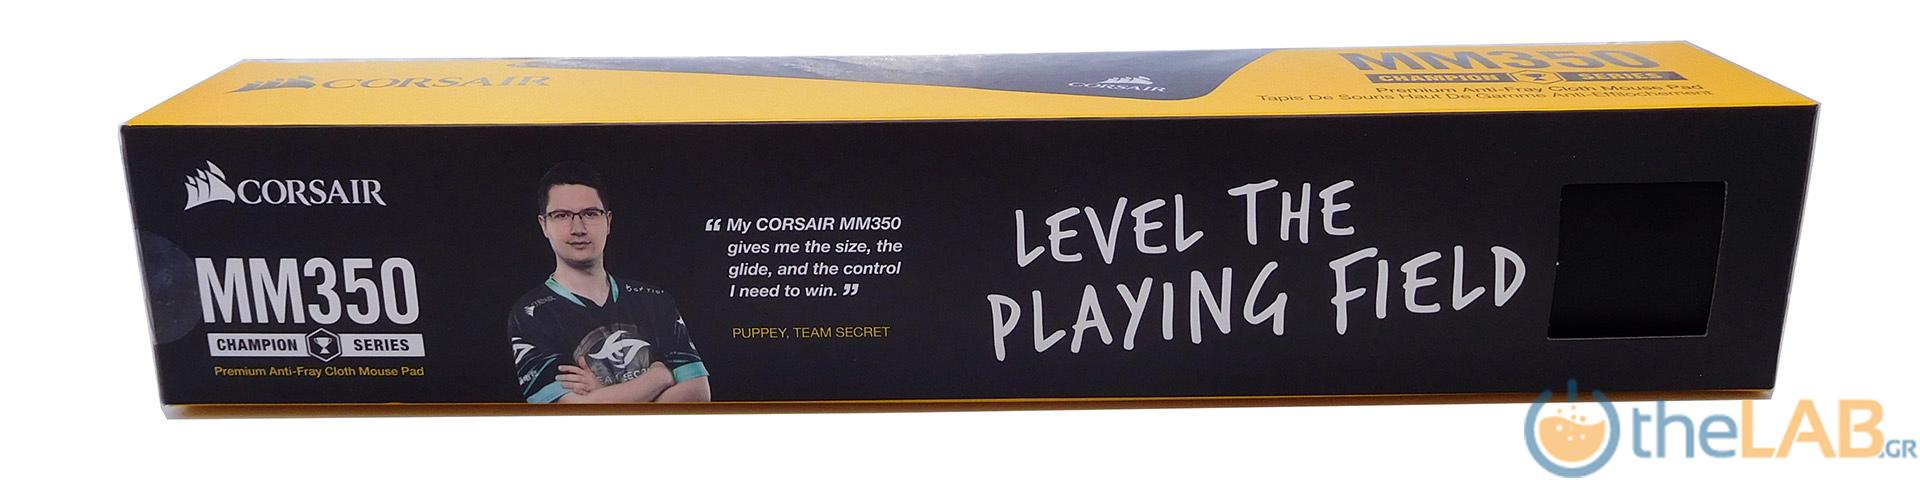 CORSAIR
CORSAIR
MM350
CHAMPION SERIES
Premium Anti-Fray Cloth Mouse Pad
Tapis De Souris Haut De Gamme Anti-Effilochement
CORSAIR
MM350
CHAMPION SERIES
Premium Anti-Fray Cloth Mouse Pad
“ My CORSAIR MM350
gives me the size, the
glide, and the control
I need to win. ”
PUPPEY, TEAM SECRET
LEVEL THE
PLAYING FIELD
theLAB.GR